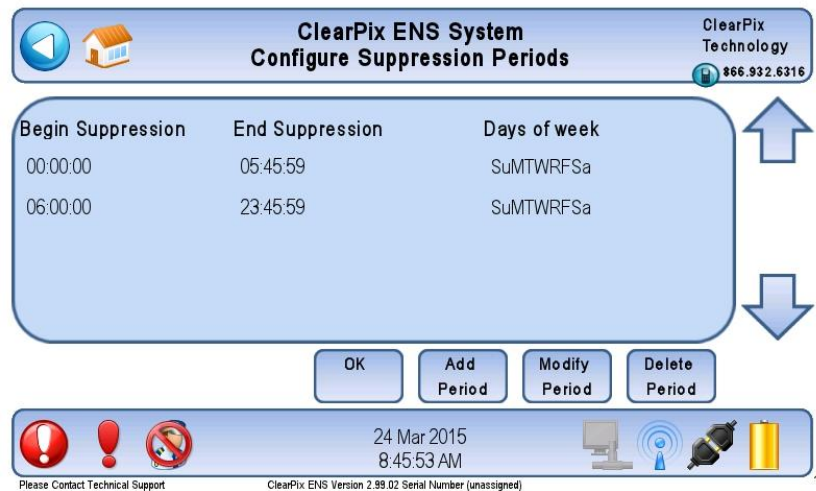 ClearPix ENS System
Configure Suppression Periods
ClearPix
Technology
866.932.6316
Begin Suppression End Suppression Days of week
00:00:00 05:45:59 SuMTWRFSa
06:00:00 23:45:59 SuMTWRFSa
OK
Add
Period
Modify
Period
Delete
Period
24 Mar 2015
8:45:53 AM
Please Contact Technical Support
ClearPix ENS Version 2.99.02 Serial Number (unassigned)